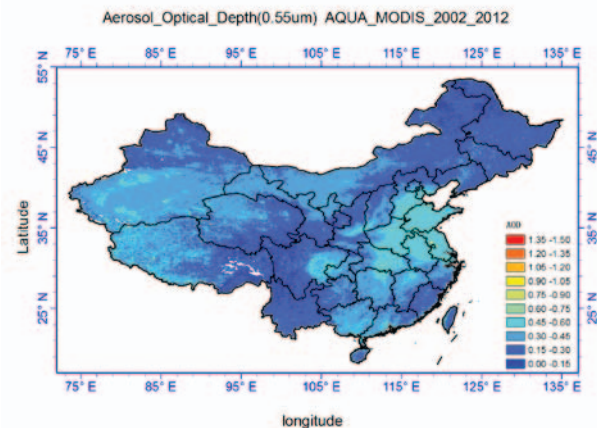 Aerosol_Optical_Depth(0.55um) AQUA_MODIS_2002_2012
75° E 85° E 95° E 105° E 115° E 125° E 135° E
55° N
45° N
35° N
25° N
Latitude
AOD
1.35 -1.50
1.20 -1.35
1.05 -1.20
0.90 -1.05
0.75 -0.90
0.60 -0.75
0.45 -0.60
0.30 -0.45
0.15 -0.30
0.00 -0.15
75° E 85° E 95° E 105° E 115° E 125° E 135° E
longitude